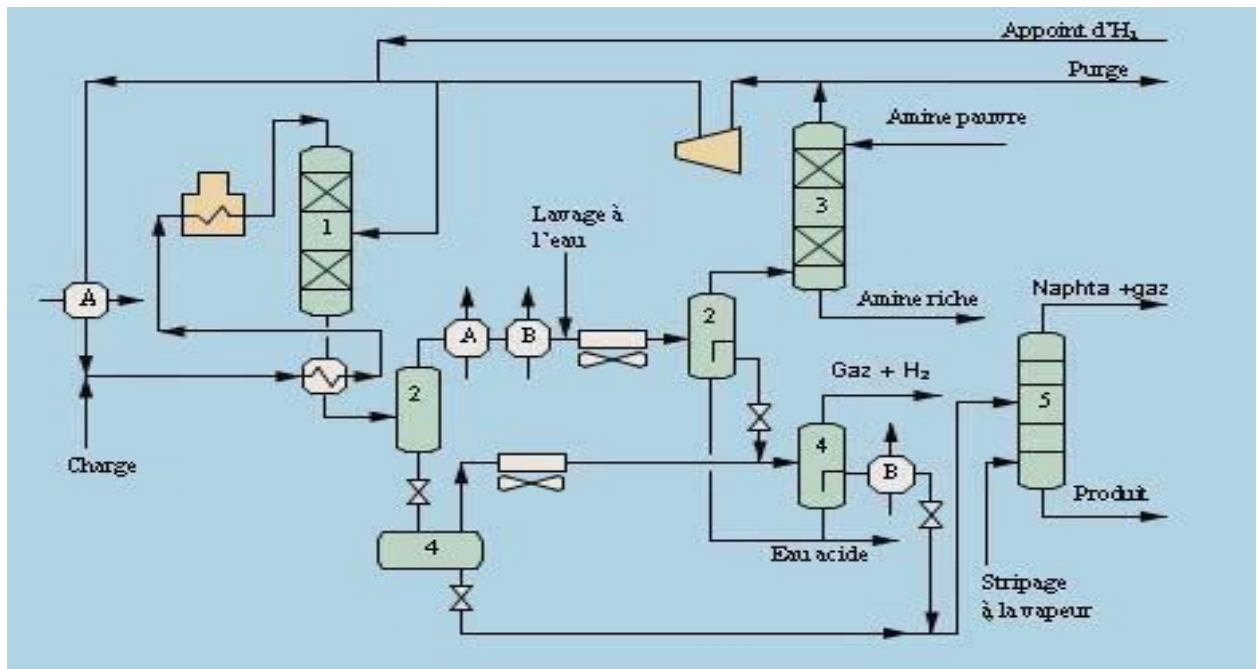 Appoint d'H₂
Purge
Amine pauvre
1
3
Lavage à
l'eau
A
Amine riche
Naphta +gaz
2
A
B
Gaz + H₂
2
5
4
B
Charge
Produit
4
Eau acide
Stripage
à la vapeur